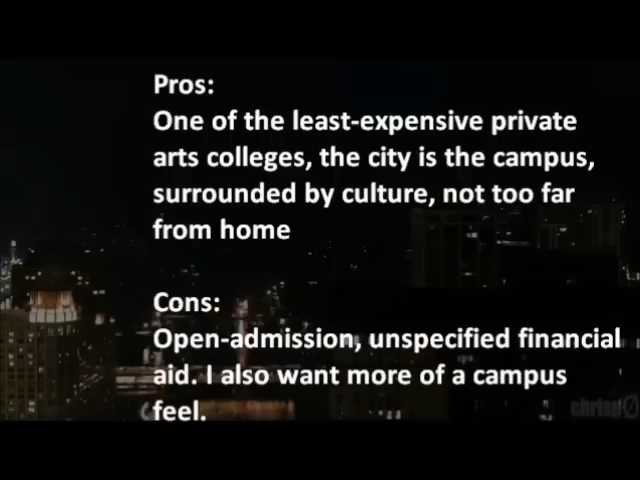 Pros:
One of the least-expensive private
arts colleges, the city is the campus,
surrounded by culture, not too far
from home
Cons:
Open-admission, unspecified financial
aid. I also want more of a campus
feel.